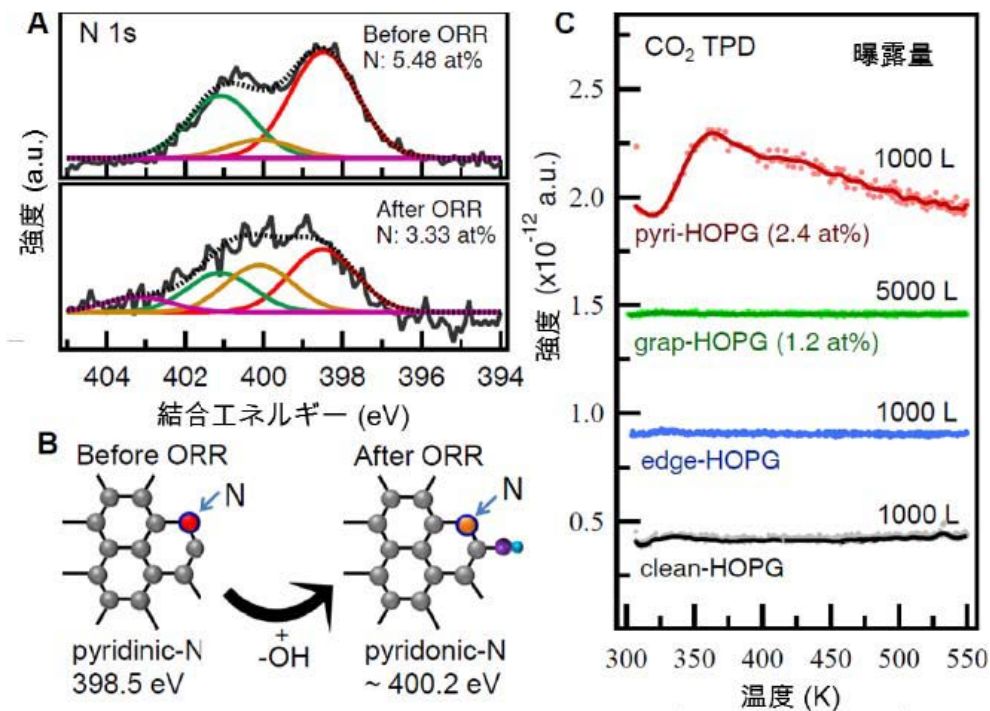 A
N 1s
Before ORR
N: 5.48 at%
After ORR
N: 3.33 at%
強度 (a.u.)
404 402 400 398 396 394
結合エネルギー (eV)
B
Before ORR
After ORR
N
N
+
-OH
pyridinic-N
398.5 eV
pyridonic-N
~ 400.2 eV
C
CO₂ TPD
曝露量
2.5
2.0
1.5
1.0
0.5
強度 (x10⁻¹² a.u.)
1000 L
pyri-HOPG (2.4 at%)
5000 L
grap-HOPG (1.2 at%)
1000 L
edge-HOPG
1000 L
clean-HOPG
300 350 400 450 500 550
温度 (K)